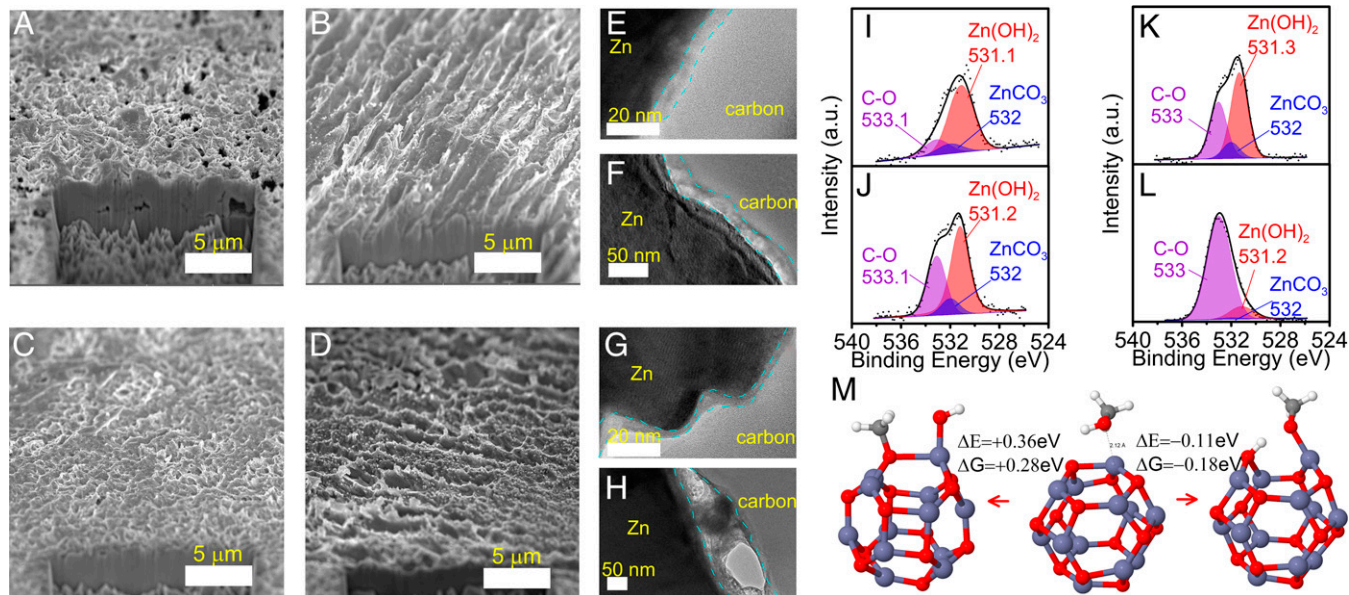 A
5 μm
B
5 μm
C
5 μm
D
5 μm
E
Zn
carbon
20 nm
F
carbon
Zn
50 nm
G
Zn
20 nm
carbon
H
carbon
Zn
50 nm
Intensity (a.u.)
I
Zn(OH)2
531.1
C-O
533.1
ZnCO3
532
J
Zn(OH)2
531.2
C-O
533.1
ZnCO3
532
540 536 532 528 524
Binding Energy (eV)
Intensity (a.u.)
K
Zn(OH)2
531.3
C-O
533
ZnCO3
532
L
Zn(OH)2
531.2
C-O
533
ZnCO3
532
540 536 532 528 524
Binding Energy (eV)
M
ΔE=+0.36eV
ΔG=+0.28eV
2.12 A
ΔE=−0.11eV
ΔG=−0.18eV